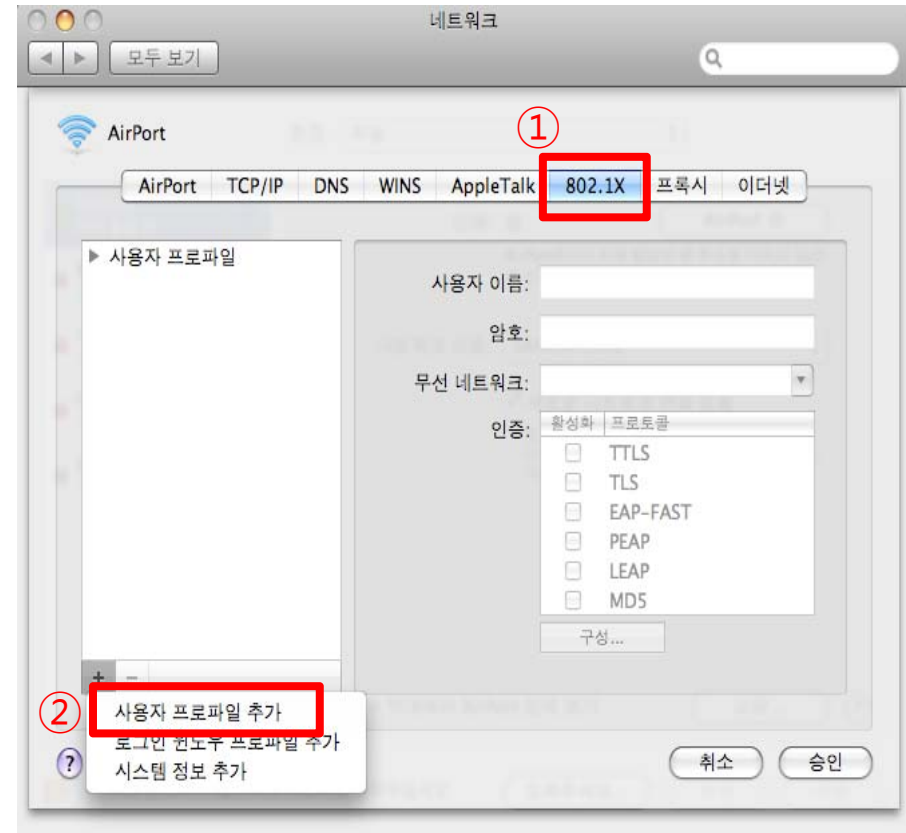 네트워크
모두 보기
AirPort
①
AirPort TCP/IP DNS WINS AppleTalk 802.1X 프록시 이더넷
사용자 프로파일
사용자 이름:
암호:
무선 네트워크:
인증:
활성화 프로토콜
TTLS
TLS
EAP-FAST
PEAP
LEAP
MD5
구성...
+ −
②
사용자 프로파일 추가
로그인 윈도우 프로파일 추가
시스템 정보 추가
?
취소 승인